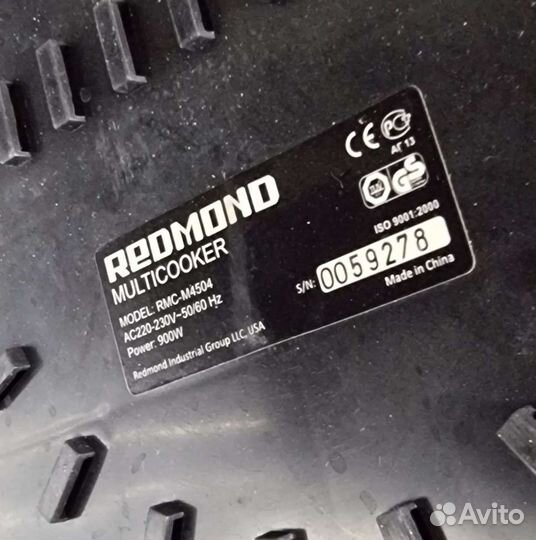 REDMOND
MULTICOOKER
MODEL: RMC-M4504
AC220-230V~50/60 Hz
Power: 900W
Redmond Industrial Group LLC, USA
CE PC
АГ 13
GS
ISO 9001:2000
S/N: 0059278
Made in China
Avito